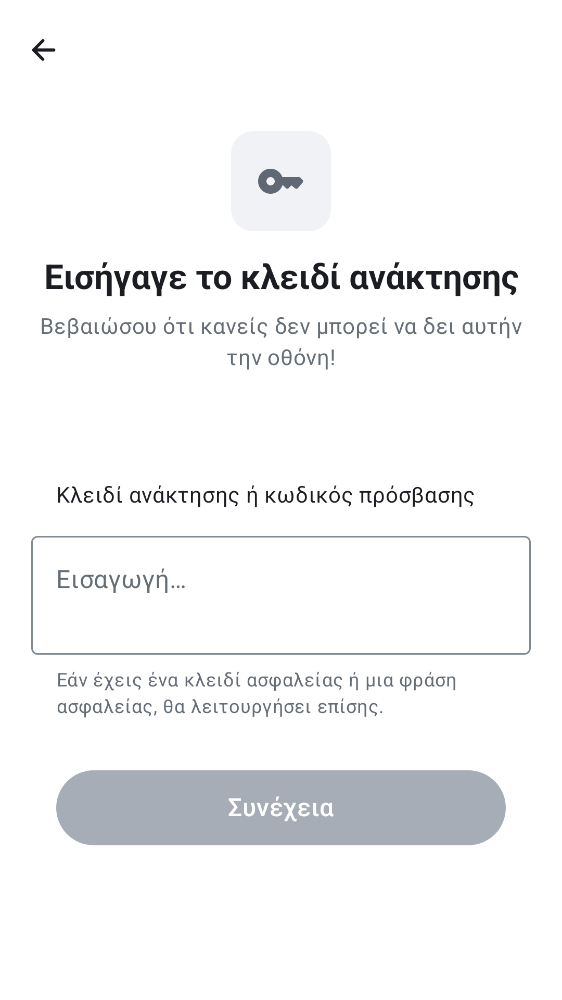 Εισήγαγε το κλειδί ανάκτησης
Βεβαιώσου ότι κανείς δεν μπορεί να δει αυτήν
την οθόνη!
Κλειδί ανάκτησης ή κωδικός πρόσβασης
Εισαγωγή…
Εάν έχεις ένα κλειδί ασφαλείας ή μια φράση
ασφαλείας, θα λειτουργήσει επίσης.
Συνέχεια